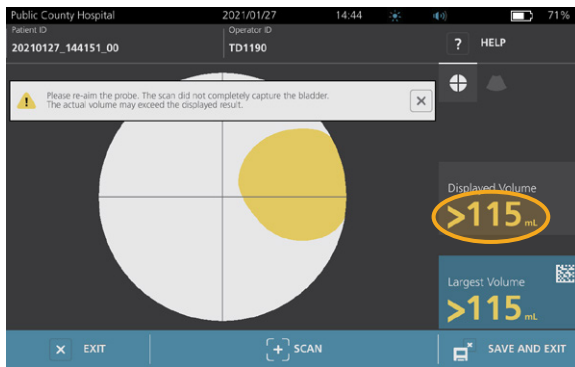 Public County Hospital 2021/01/27 14:44 71%
Patient ID Operator ID
20210127_144151_00 TD1190 ? HELP
Please re-aim the probe. The scan did not completely capture the bladder.
The actual volume may exceed the displayed result.
Displayed Volume
>115 mL
Largest Volume
>115 mL
EXIT SCAN SAVE AND EXIT